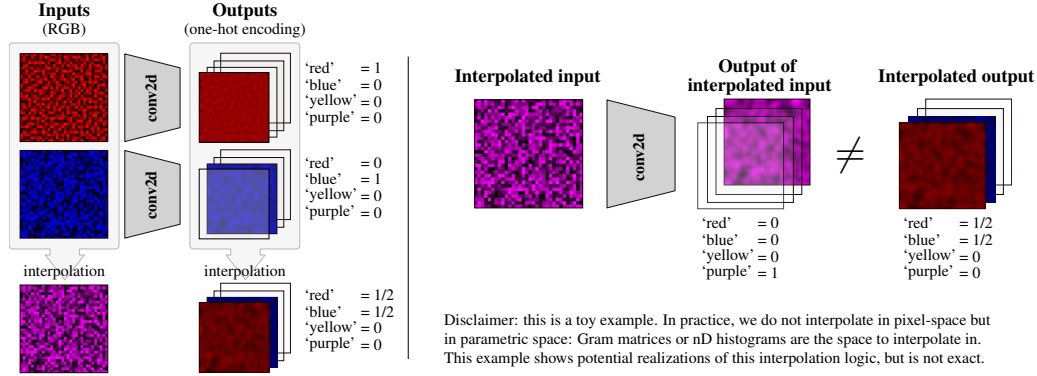 Inputs
(RGB)
Outputs
(one-hot encoding)
conv2d
‘red’ = 1
‘blue’ = 0
‘yellow’ = 0
‘purple’ = 0
conv2d
‘red’ = 0
‘blue’ = 1
‘yellow’ = 0
‘purple’ = 0
interpolation
interpolation
‘red’ = 1/2
‘blue’ = 1/2
‘yellow’ = 0
‘purple’ = 0
Interpolated input
conv2d
Output of
interpolated input
‘red’ = 0
‘blue’ = 0
‘yellow’ = 0
‘purple’ = 1
≠
Interpolated output
‘red’ = 1/2
‘blue’ = 1/2
‘yellow’ = 0
‘purple’ = 0
Disclaimer: this is a toy example. In practice, we do not interpolate in pixel-space but
in parametric space: Gram matrices or nD histograms are the space to interpolate in.
This example shows potential realizations of this interpolation logic, but is not exact.